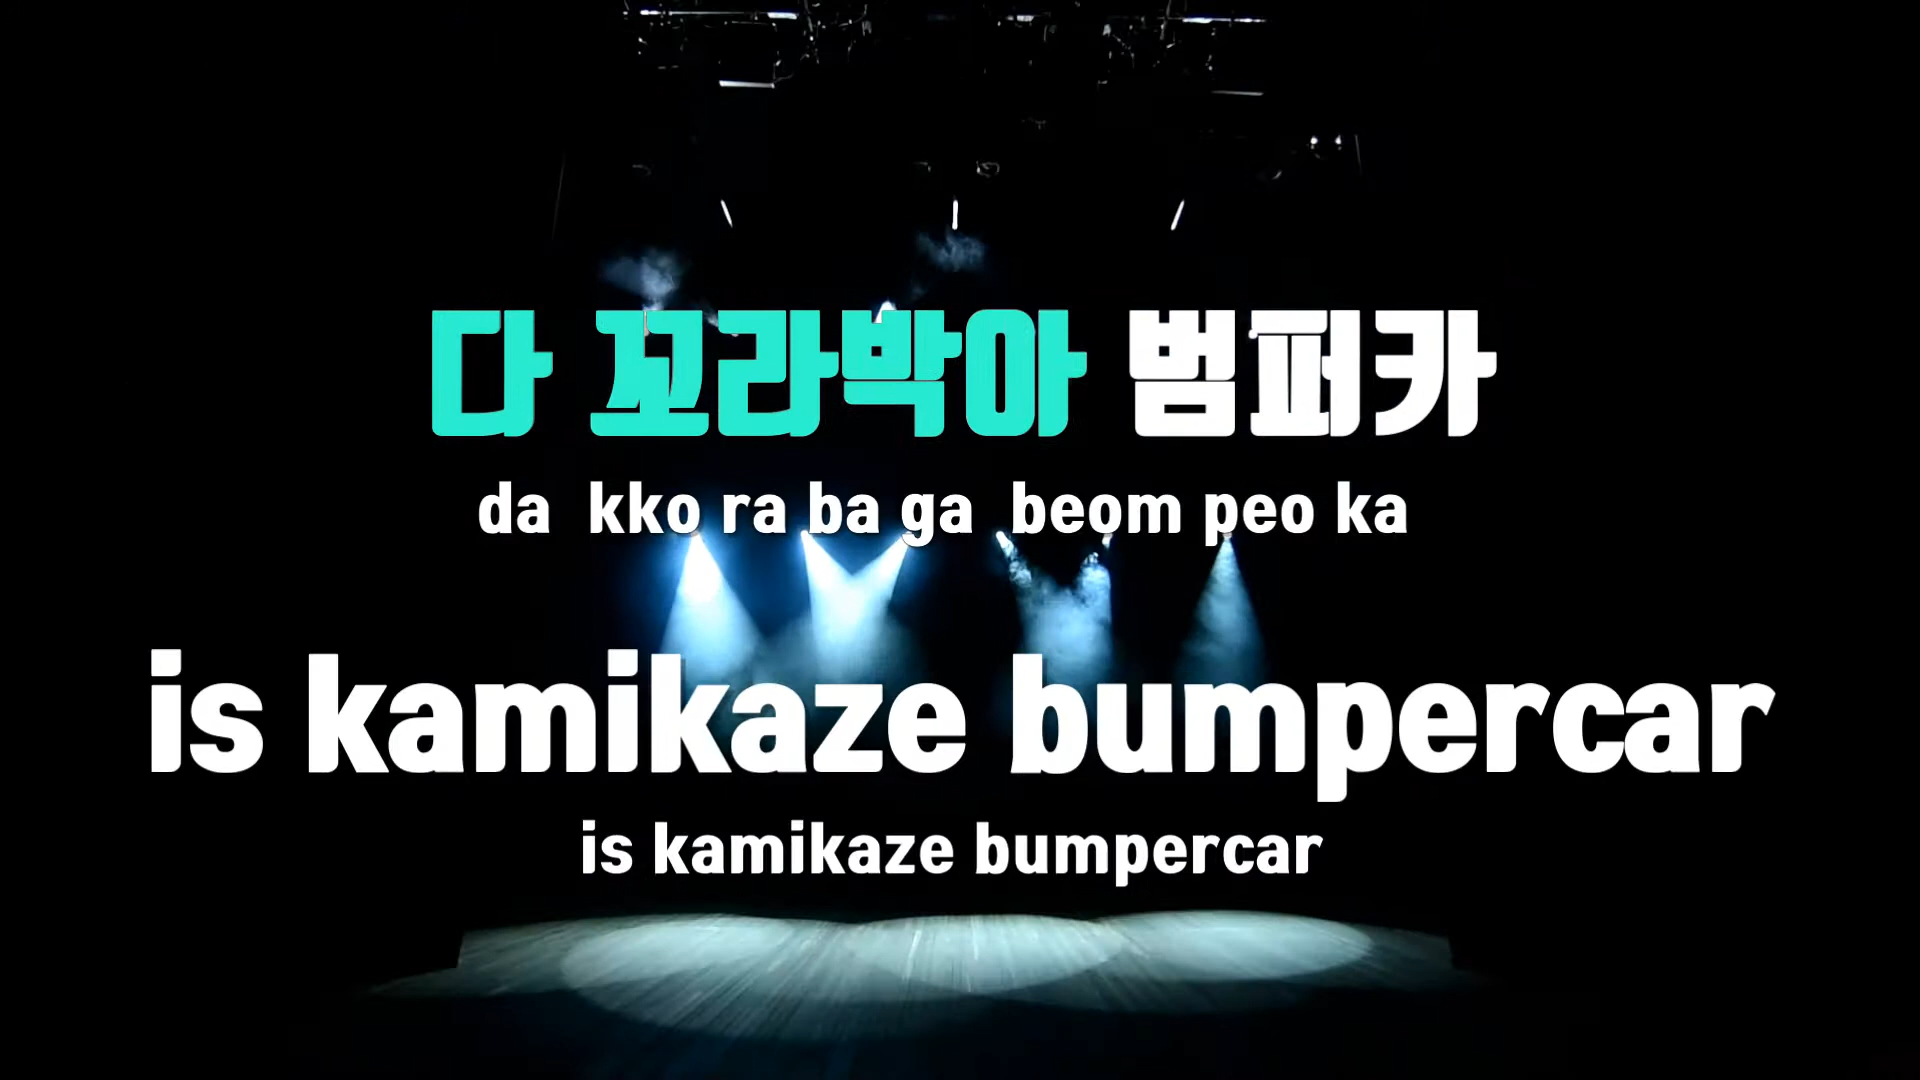 다 꼬라박아 범퍼카
da kko ra ba ga beom peo ka
is kamikaze bumpercar
is kamikaze bumpercar